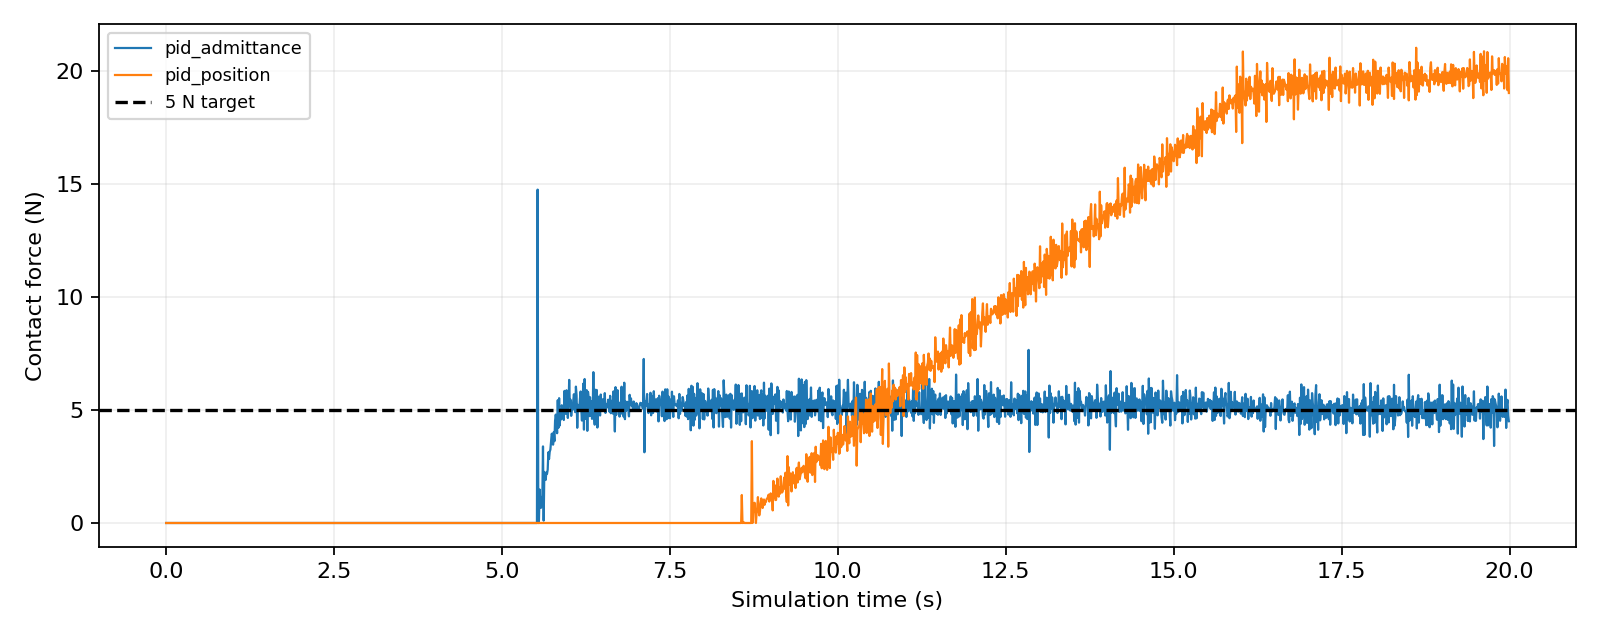 pid_admittance
pid_position
5 N target
Contact force (N)
20
15
10
5
0
0.0 2.5 5.0 7.5 10.0 12.5 15.0 17.5 20.0
Simulation time (s)